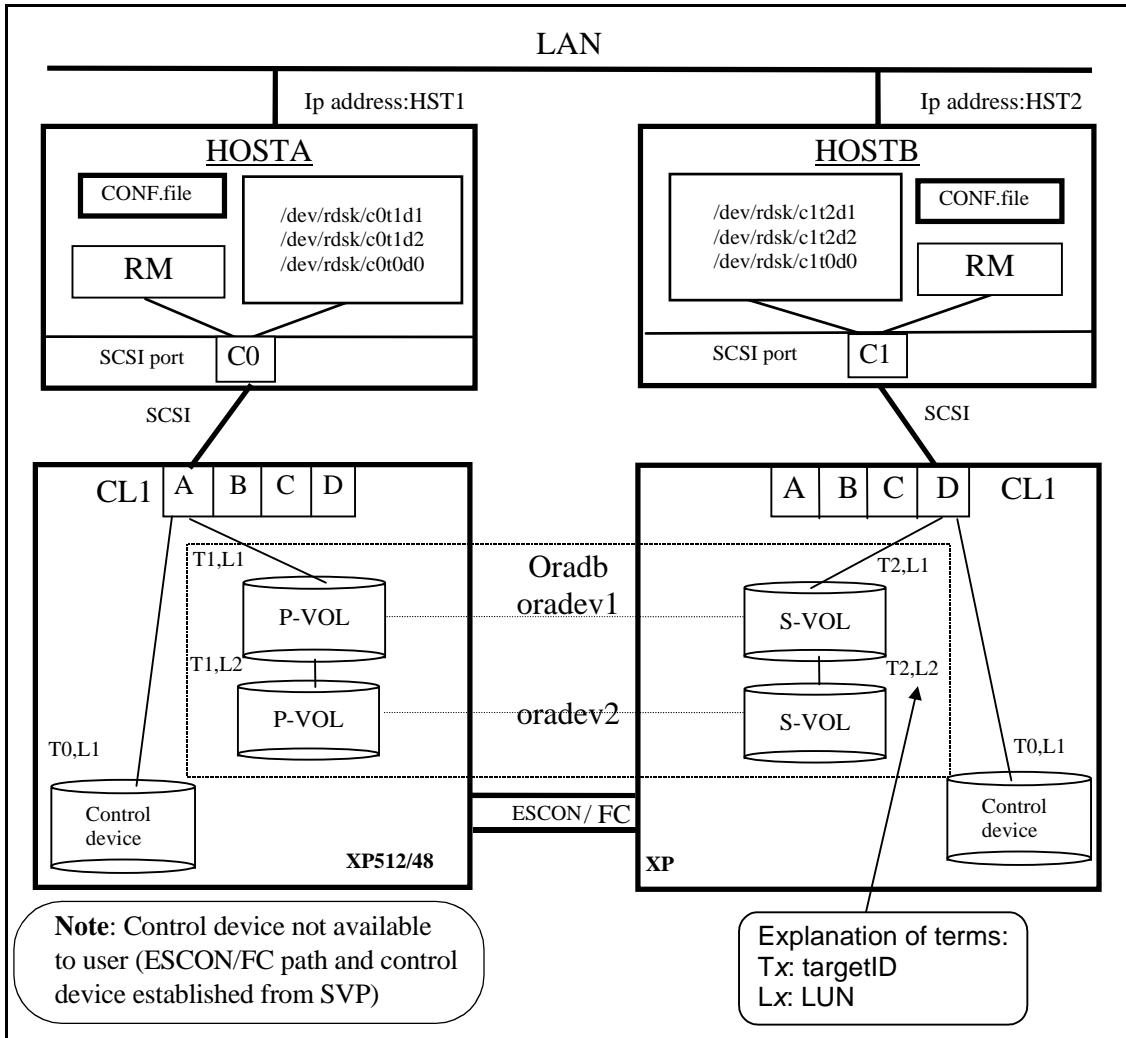 LAN
Ip address:HST1
Ip address:HST2
HOSTA
CONF.file
/dev/rdsk/c0t1d1
/dev/rdsk/c0t1d2
/dev/rdsk/c0t0d0
RM
SCSI port
C0
HOSTB
/dev/rdsk/c1t2d1
/dev/rdsk/c1t2d2
/dev/rdsk/c1t0d0
CONF.file
RM
SCSI port
C1
SCSI
SCSI
CL1
A
B
C
D
A
B
C
D
CL1
T1,L1
Oradb
oradev1
T2,L1
P-VOL
S-VOL
T1,L2
T2,L2
P-VOL
oradev2
S-VOL
T0,L1
T0,L1
Control
device
ESCON/ FC
Control
device
XP512/48
XP
Note: Control device not available
to user (ESCON/FC path and control
device established from SVP)
Explanation of terms:
Tx: targetID
Lx: LUN